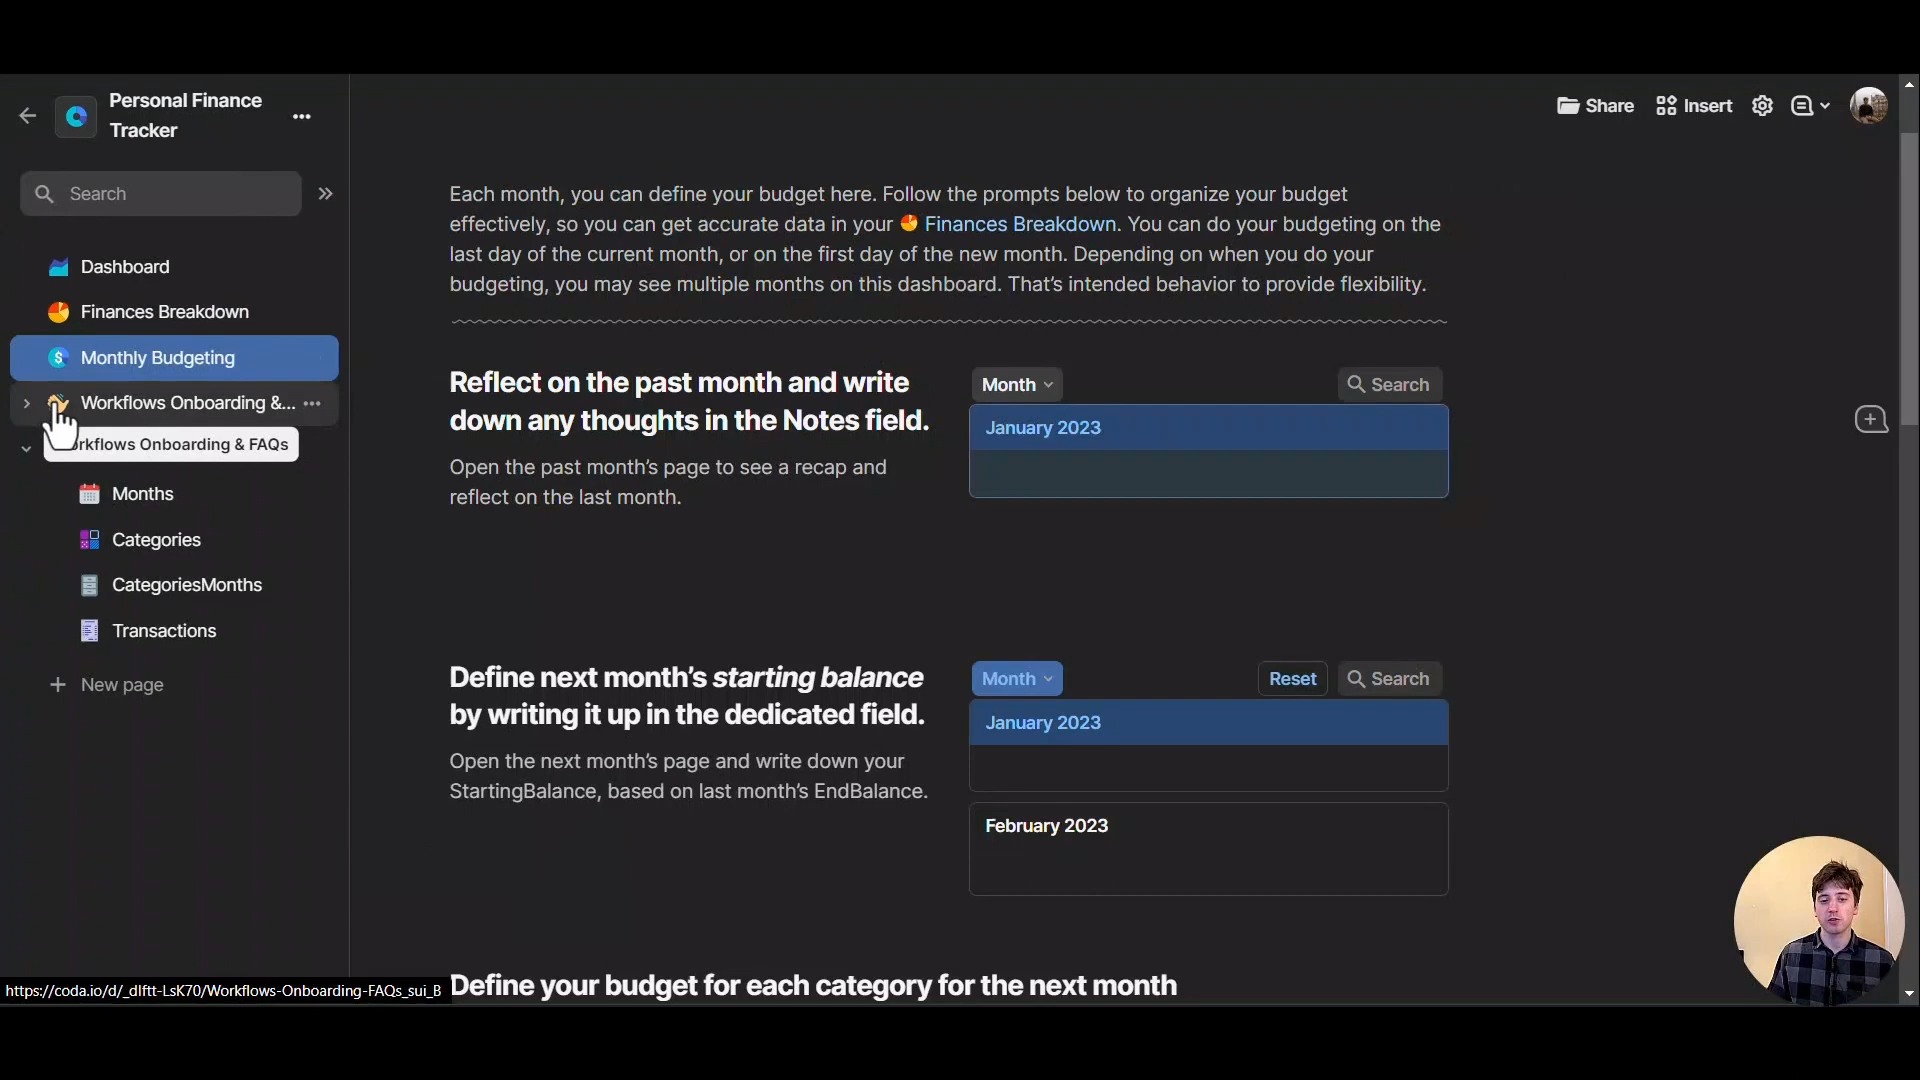 Personal Finance
Tracker
Search
Dashboard
Finances Breakdown
Monthly Budgeting
Workflows Onboarding &...
rkflows Onboarding & FAQs
Months
Categories
CategoriesMonths
Transactions
New page
https://coda.io/d/_dlftt-LsK70/Workflows-Onboarding-FAQs_sui_B
Share
Insert
Each month, you can define your budget here. Follow the prompts below to organize your budget
effectively, so you can get accurate data in your Finances Breakdown. You can do your budgeting on the
last day of the current month, or on the first day of the new month. Depending on when you do your
budgeting, you may see multiple months on this dashboard. That’s intended behavior to provide flexibility.
Reflect on the past month and write
down any thoughts in the Notes field.
Open the past month’s page to see a recap and
reflect on the last month.
Month
Search
January 2023
Define next month’s starting balance
by writing it up in the dedicated field.
Open the next month’s page and write down your
StartingBalance, based on last month’s EndBalance.
Month
Reset
Search
January 2023
February 2023
Define your budget for each category for the next month